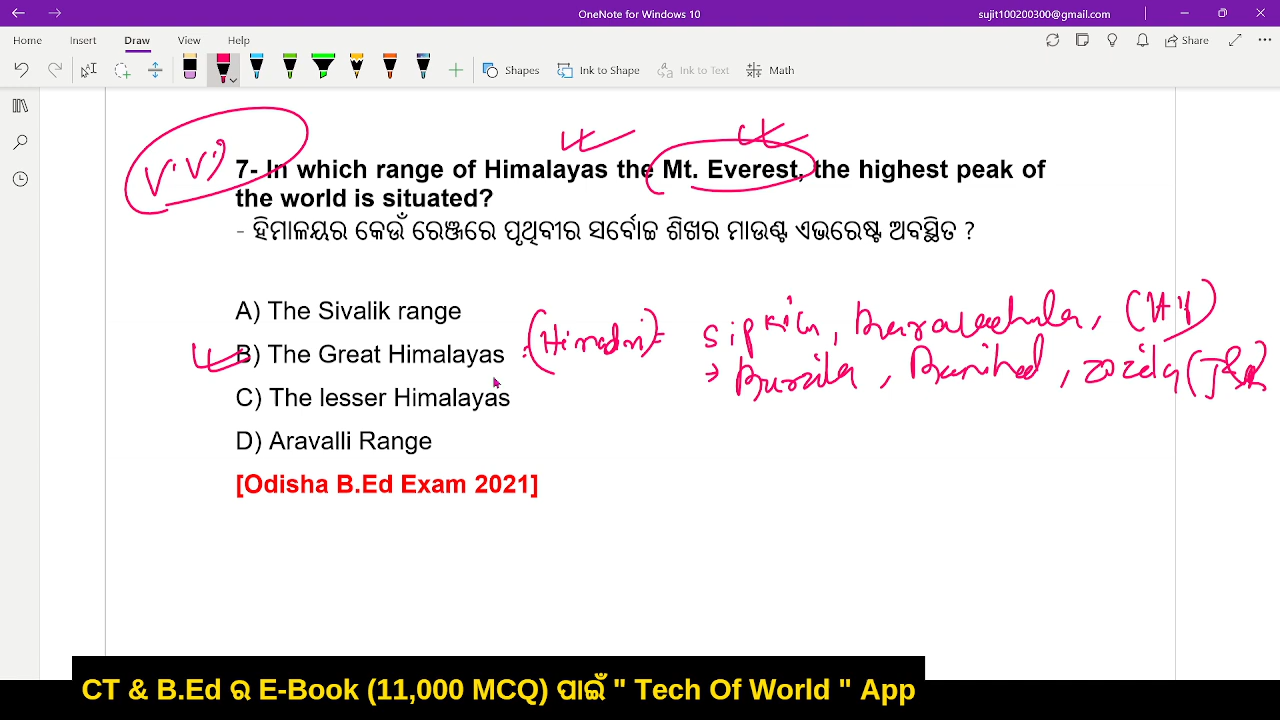 OneNote for Windows 10
sujit100200300@gmail.com
Home Insert Draw View Help
Share
Shapes Ink to Shape Ink to Text Math
V.V)
7- In which range of Himalayas the Mt. Everest, the highest peak of
the world is situated?
- ହିମାଳୟର କେଉଁ ରେଞ୍ଜରେ ପୃଥିବୀର ସର୍ବୋଚ୍ଚ ଶିଖର ମାଉଣ୍ଟ ଏଭରେଷ୍ଟ ଅବସ୍ଥିତ ?
A) The Sivalik range
B) The Great Himalayas
(Himadri)=
C) The lesser Himalayas
D) Aravalli Range
[Odisha B.Ed Exam 2021]
CT & B.Ed ର E-Book (11,000 MCQ) ପାଇଁ " Tech Of World " App